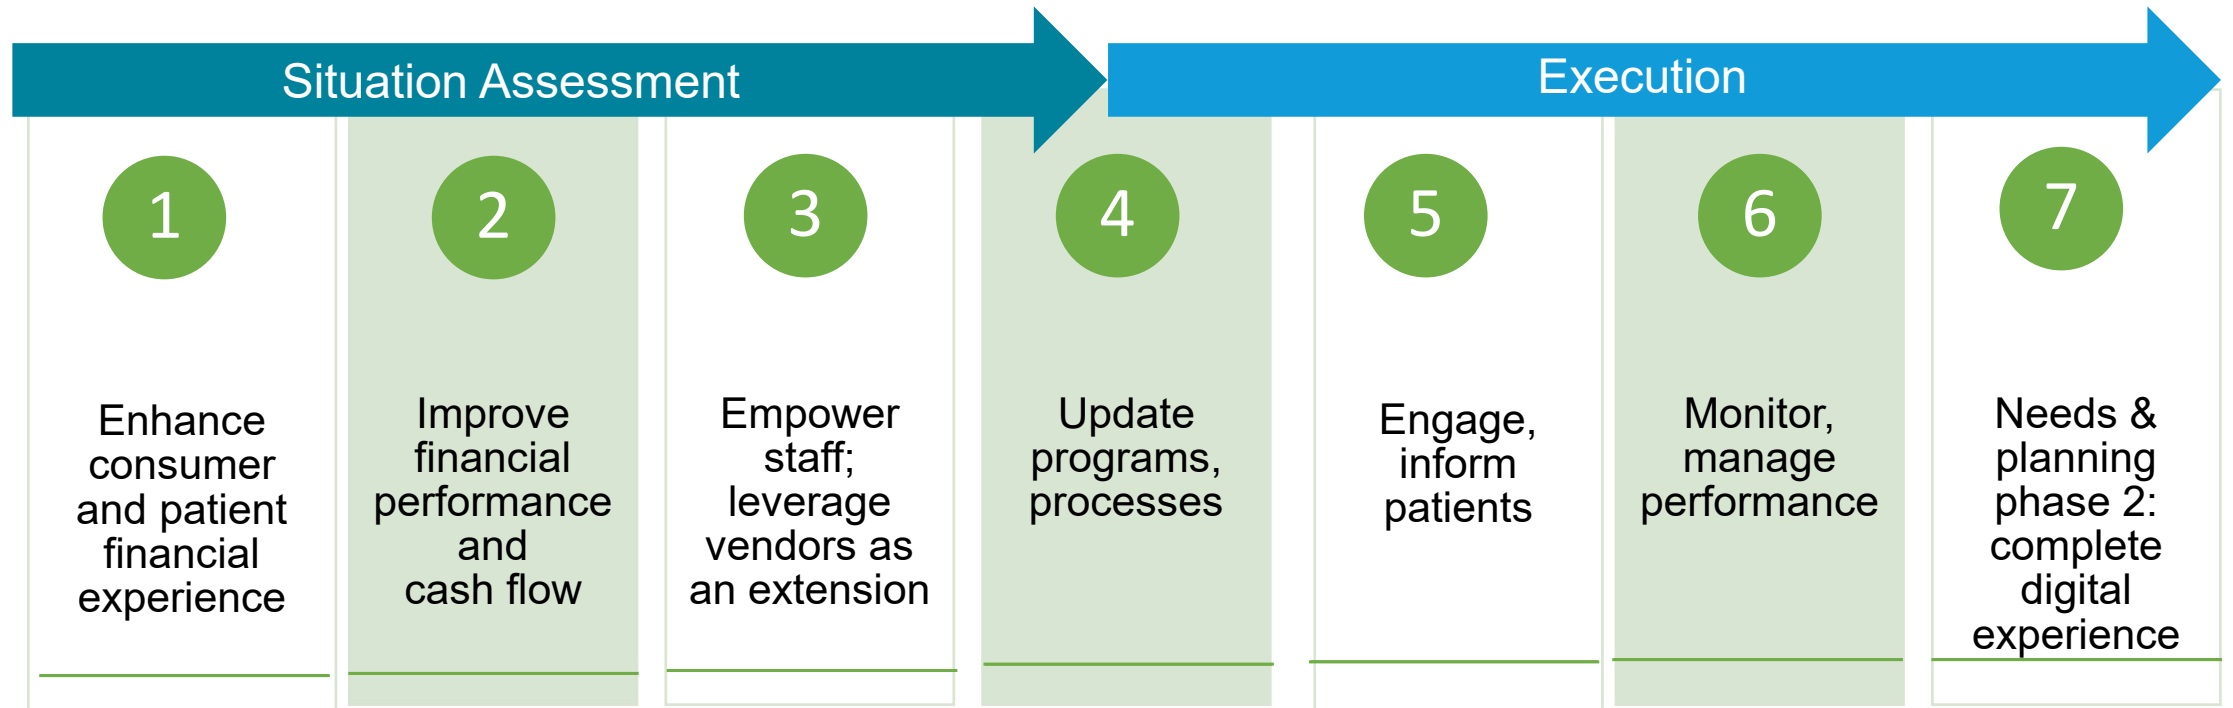 Situation Assessment
Execution
1
Enhance
consumer
and patient
financial
experience
2
Improve
financial
performance
and
cash flow
3
Empower
staff;
leverage
vendors as
an extension
4
Update
programs,
processes
5
Engage,
inform
patients
6
Monitor,
manage
performance
7
Needs &
planning
phase 2:
complete
digital
experience